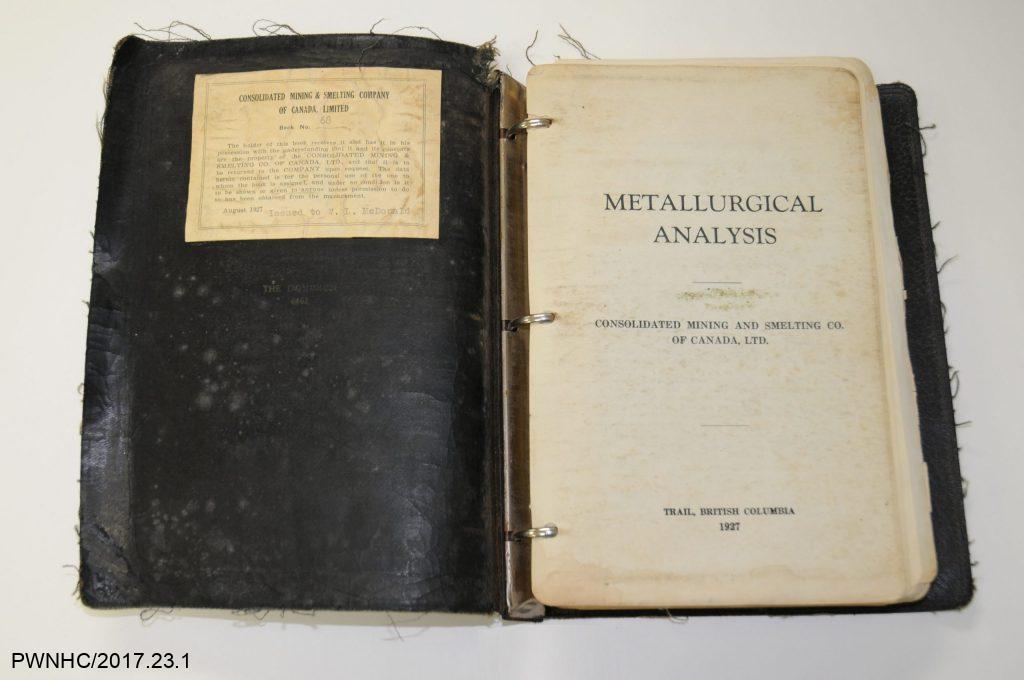 CONSOLIDATED MINING & SMELTING COMPANY
OF CANADA, LIMITED
Book No. 68
The holder of this book receives it and has it in his
possession with the understanding that it and its contents
are the property of the CONSOLIDATED MINING &
SMELTING CO. OF CANADA, LTD., and that it is to
be returned to the COMPANY upon request. The data
herein contained is for the personal use of the one to
whom the book is assigned, and under no condition is it
to be shown or given to anyone unless permission to do
so has been obtained from the management.
August 1927 Issued to W. L. McDonald
THE
METALLURGICAL
ANALYSIS
CONSOLIDATED MINING AND SMELTING CO.
OF CANADA, LTD.
TRAIL, BRITISH COLUMBIA
1927
PWNHC/2017.23.1